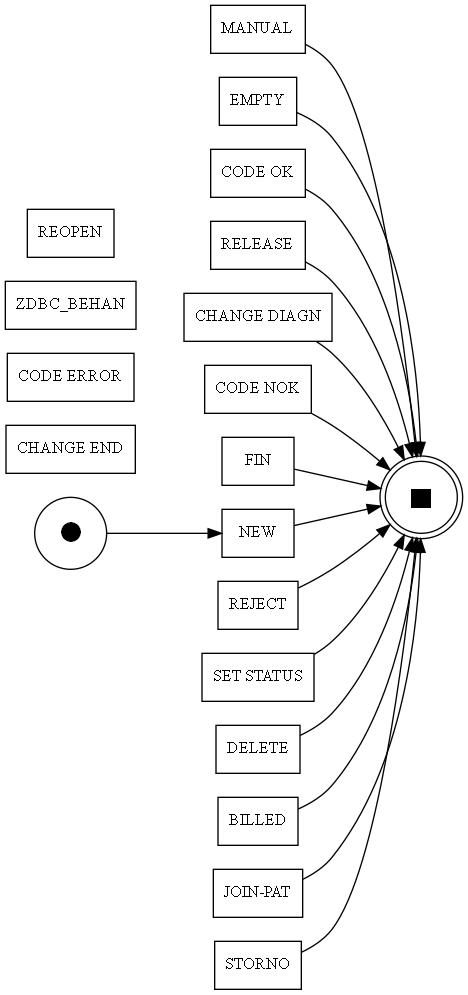 MANUAL
EMPTY
CODE OK
REOPEN
RELEASE
ZDBC_BEHAN
CHANGE DIAGN
CODE ERROR
CODE NOK
CHANGE END
FIN
NEW
REJECT
SET STATUS
DELETE
BILLED
JOIN-PAT
STORNO